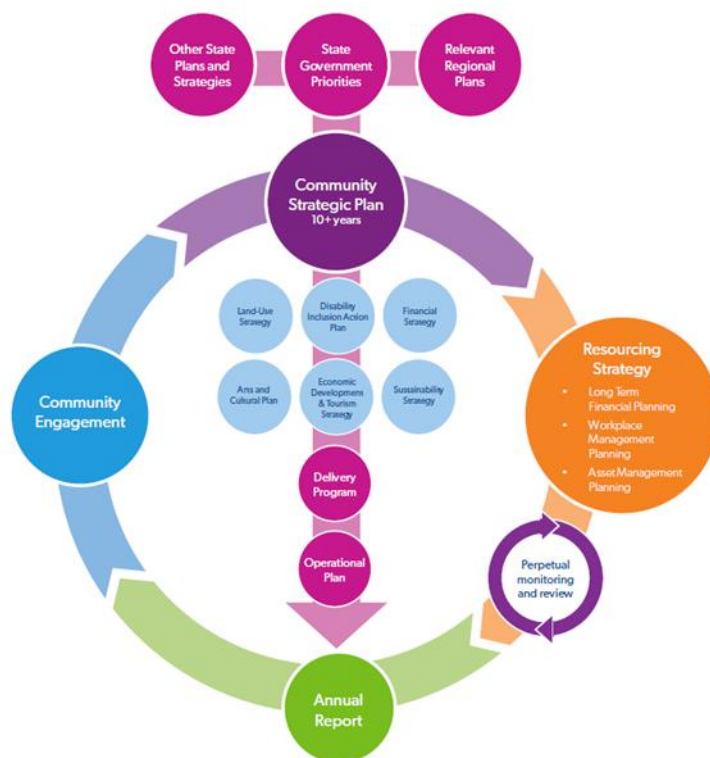 Other State
Plans and
Strategies
State
Government
Priorities
Relevant
Regional
Plans
Community
Strategic Plan
10+ years
Land-Use
Strategy
Disability
Inclusion Action
Plan
Financial
Strategy
Arts and
Cultural Plan
Economic
Development
& Tourism
Strategy
Sustainability
Strategy
Community
Engagement
Resourcing
Strategy
• Long Term
Financial Planning
• Workplace
Management
Planning
• Asset Management
Planning
Delivery
Program
Operational
Plan
Perpetual
monitoring
and review
Annual
Report